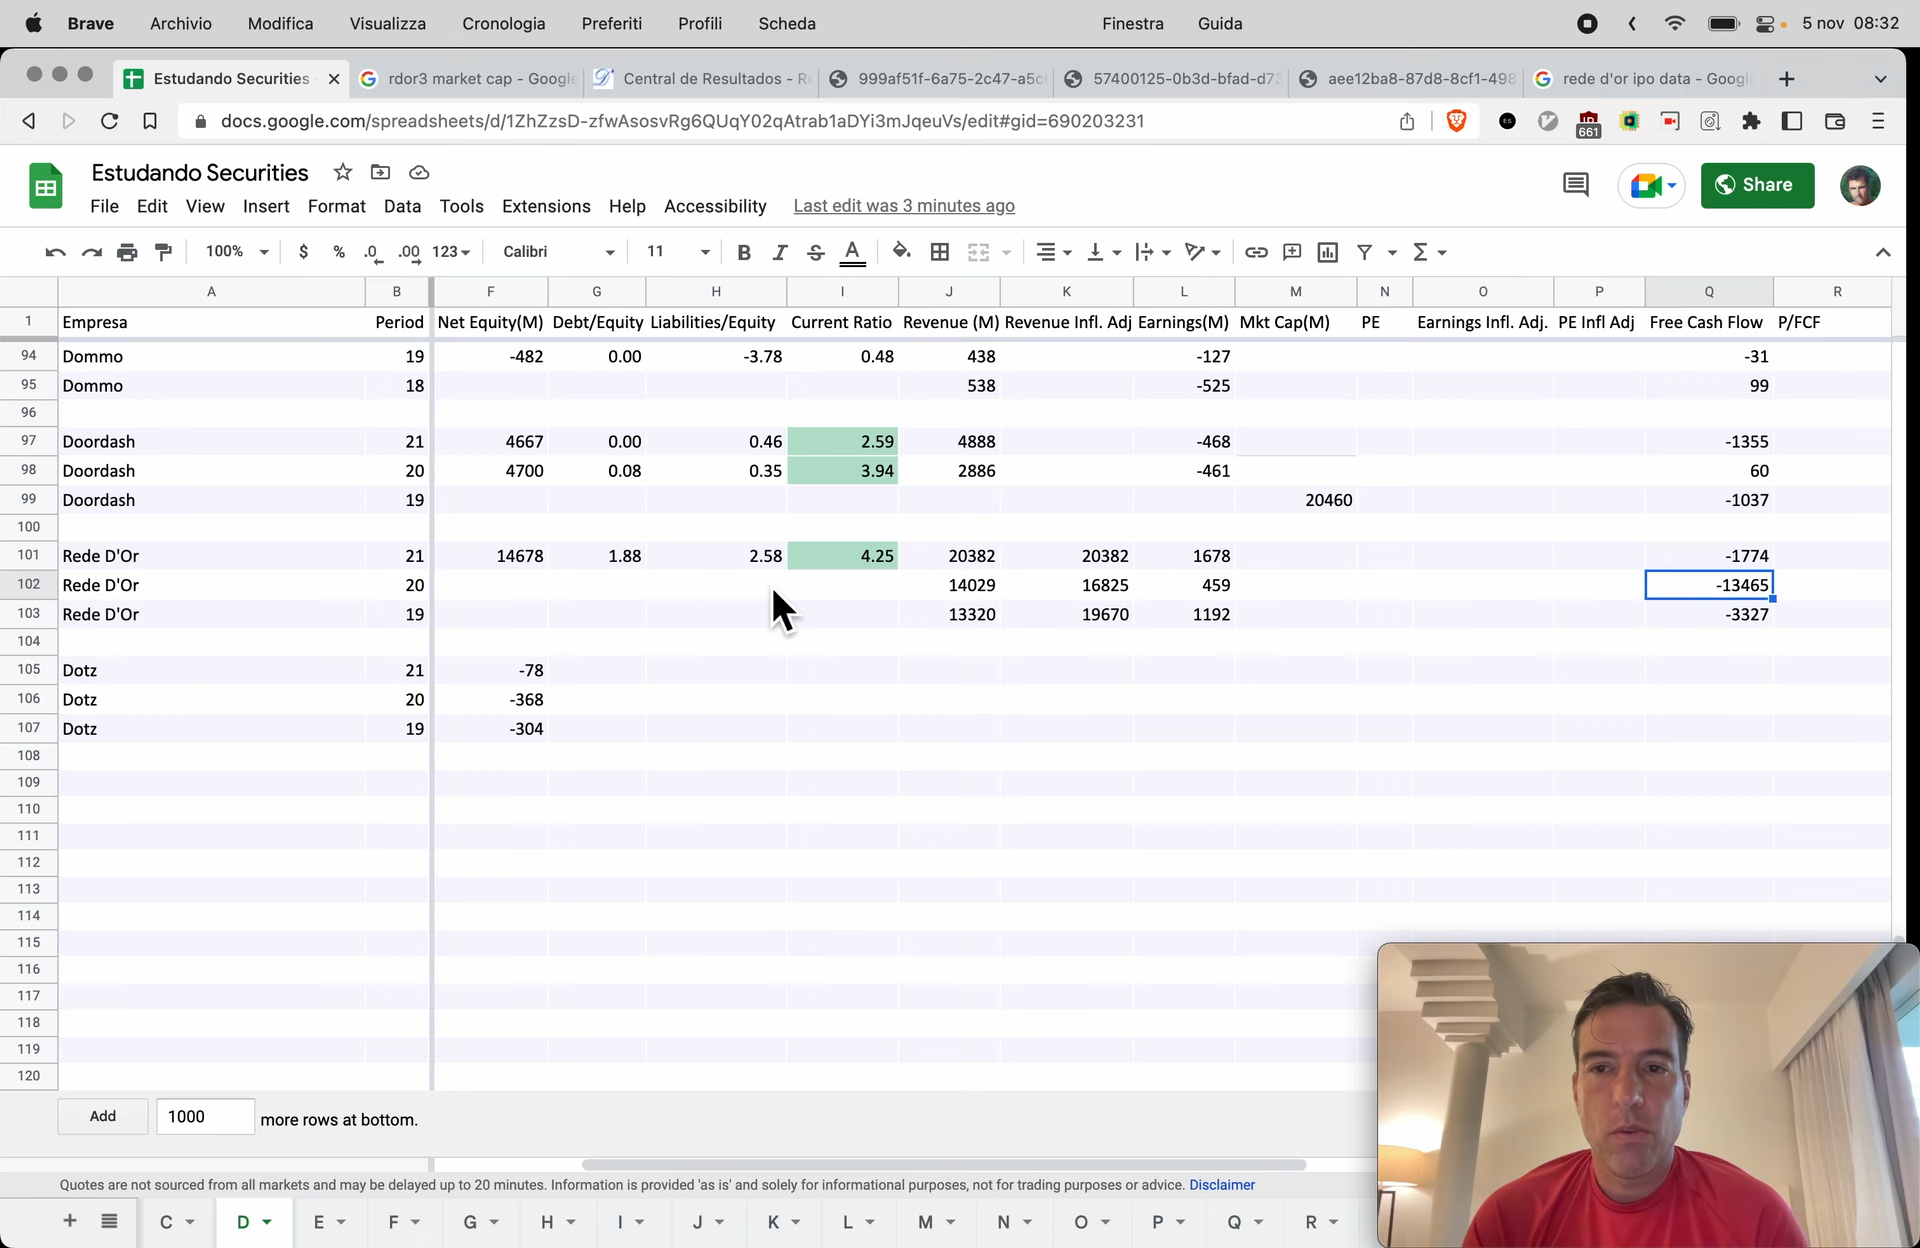 Brave Archivio Modifica Visualizza Cronologia Preferiti Profili Scheda Finestra Guida 5 nov 08:32
Estudando Securities rdor3 market cap - Google Central de Resultados - R 999af51f-6a75-2c47-a5c 57400125-0b3d-bfad-d73 aee12ba8-87d8-8cf1-498 rede d'or ipo data - Google
docs.google.com/spreadsheets/d/1ZhZzsD-zfwAsosvRg6QUqY02qAtrab1aDYi3mJqeuVs/edit#gid=690203231 661
Estudando Securities Share
File Edit View Insert Format Data Tools Extensions Help Accessibility Last edit was 3 minutes ago
100% $ % .0 .00 123 Calibri 11 B I S A
A B F G H I J K L M N O P Q R
1 Empresa Period Net Equity(M) Debt/Equity Liabilities/Equity Current Ratio Revenue (M) Revenue Infl. Adj Earnings(M) Mkt Cap(M) PE Earnings Infl. Adj. PE Infl Adj Free Cash Flow P/FCF
94 Dommo 19 -482 0.00 -3.78 0.48 438 -127 -31
95 Dommo 18 538 -525 99
96
97 Doordash 21 4667 0.00 0.46 2.59 4888 -468 -1355
98 Doordash 20 4700 0.08 0.35 3.94 2886 -461 60
99 Doordash 19 20460 -1037
100
101 Rede D'Or 21 14678 1.88 2.58 4.25 20382 20382 1678 -1774
102 Rede D'Or 20 14029 16825 459 -13465
103 Rede D'Or 19 13320 19670 1192 -3327
104
105 Dotz 21 -78
106 Dotz 20 -368
107 Dotz 19 -304
108
109
110
111
112
113
114
115
116
117
118
119
120
Add 1000 more rows at bottom.
Quotes are not sourced from all markets and may be delayed up to 20 minutes. Information is provided 'as is' and solely for informational purposes, not for trading purposes or advice. Disclaimer
C D E F G H I J K L M N O P Q R